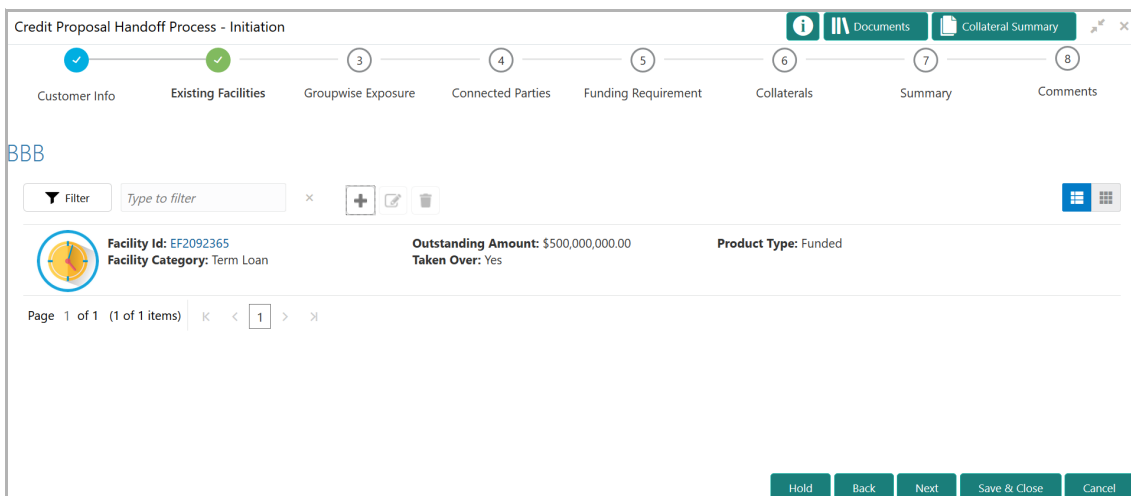 Credit Proposal Handoff Process - Initiation
i Documents Collateral Summary
3 4 5 6 7 8
Customer Info Existing Facilities Groupwise Exposure Connected Parties Funding Requirement Collaterals Summary Comments
BBB
Filter Type to filter
Facility Id: EF2092365 Outstanding Amount: $500,000,000.00 Product Type: Funded
Facility Category: Term Loan Taken Over: Yes
Page 1 of 1 (1 of 1 items) 1
Hold Back Next Save & Close Cancel